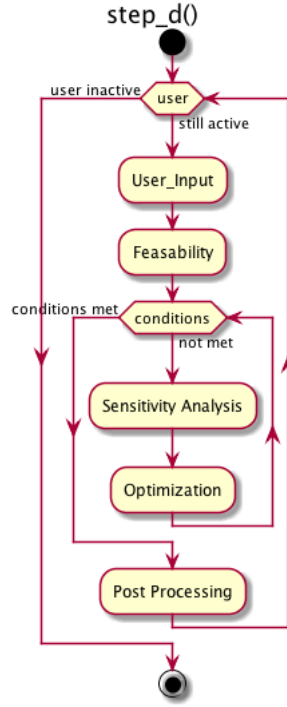 step_d()
user inactive
user
still active
User_Input
Feasability
conditions met
conditions
not met
Sensitivity Analysis
Optimization
Post Processing